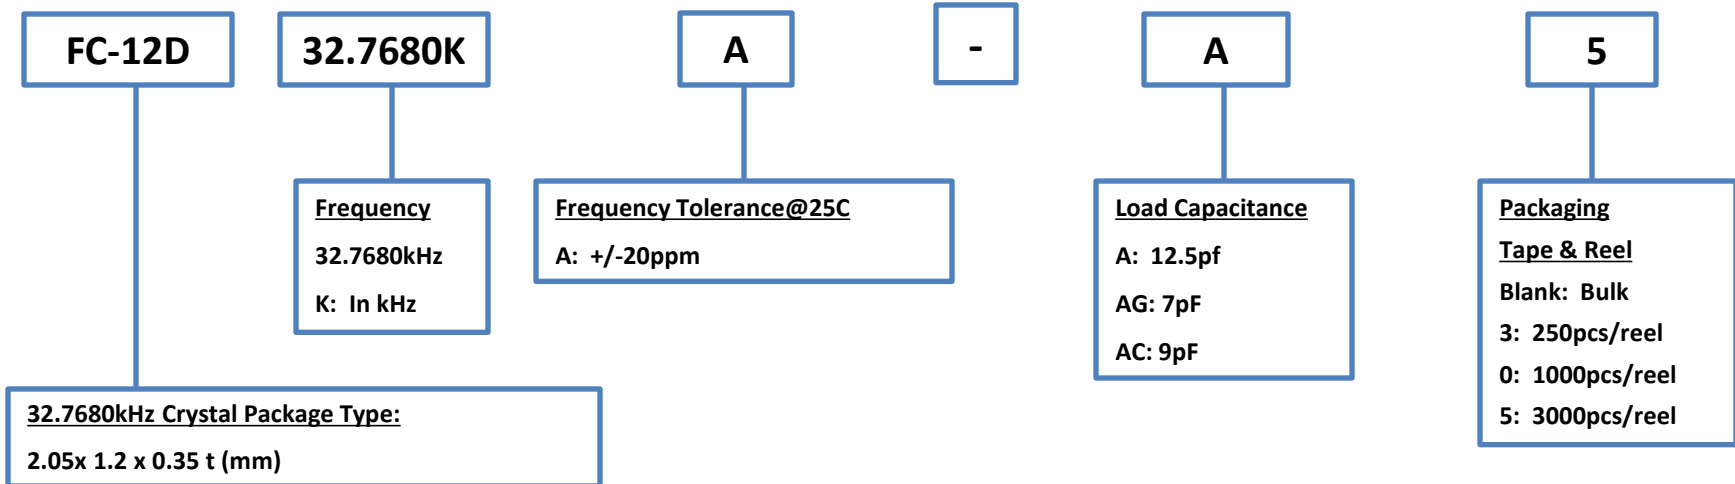 FC-12D 32.7680K A - A 5
Frequency
32.7680kHz
K:  In kHz
Frequency Tolerance@25C
A:  +/-20ppm
Load Capacitance
A:  12.5pf
AG: 7pF
AC: 9pF
Packaging
Tape & Reel
Blank:  Bulk
3:  250pcs/reel
0:  1000pcs/reel
5:  3000pcs/reel
32.7680kHz Crystal Package Type:
2.05x 1.2 x 0.35 t (mm)